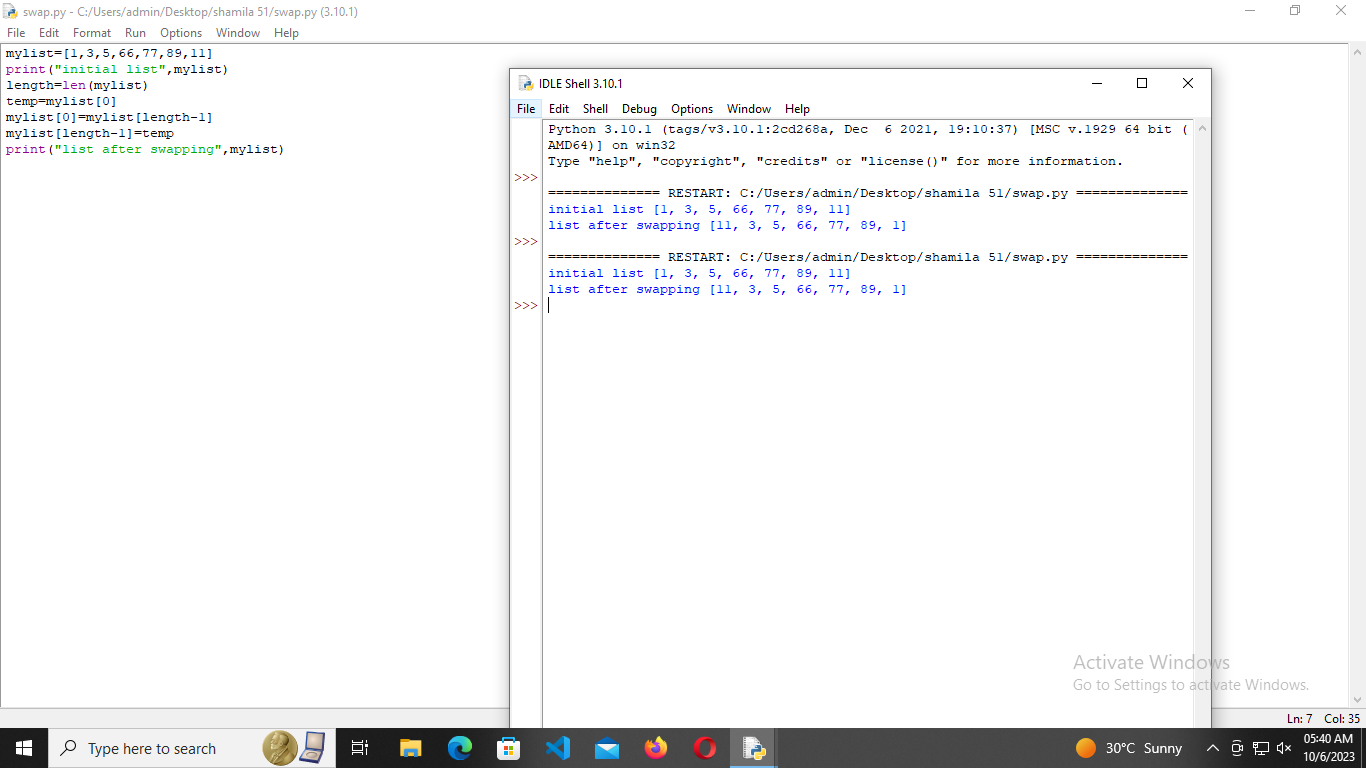 swap.py - C:/Users/admin/Desktop/shamila 51/swap.py (3.10.1)
File Edit Format Run Options Window Help
mylist=[1,3,5,66,77,89,11]
print("initial list",mylist)
length=len(mylist)
temp=mylist[0]
mylist[0]=mylist[length-1]
mylist[length-1]=temp
print("list after swapping",mylist)
IDLE Shell 3.10.1
File Edit Shell Debug Options Window Help
Python 3.10.1 (tags/v3.10.1:2cd268a, Dec  6 2021, 19:10:37) [MSC v.1929 64 bit (
AMD64)] on win32
Type "help", "copyright", "credits" or "license()" for more information.
>>>
============== RESTART: C:/Users/admin/Desktop/shamila 51/swap.py ==============
initial list [1, 3, 5, 66, 77, 89, 11]
list after swapping [11, 3, 5, 66, 77, 89, 1]
>>>
============== RESTART: C:/Users/admin/Desktop/shamila 51/swap.py ==============
initial list [1, 3, 5, 66, 77, 89, 11]
list after swapping [11, 3, 5, 66, 77, 89, 1]
>>>
Activate Windows
Go to Settings to activate Windows.
Ln: 7 Col: 35
Type here to search
30°C Sunny
05:40 AM
10/6/2023